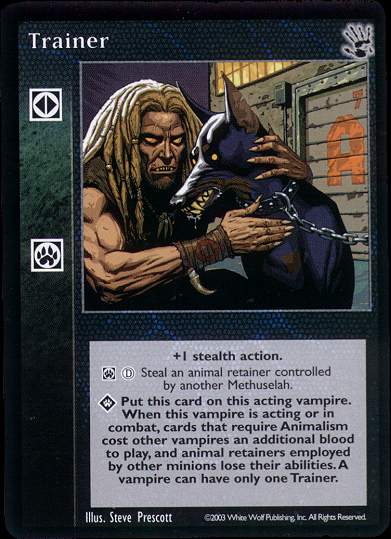 Trainer
7
A
+1 stealth action.
D Steal an animal retainer controlled
by another Methuselah.
Put this card on this acting vampire.
When this vampire is acting or in
combat, cards that require Animalism
cost other vampires an additional blood
to play, and animal retainers employed
by other minions lose their abilities. A
vampire can have only one Trainer.
Illus. Steve Prescott
©2003 White Wolf Publishing, Inc. All Rights Reserved.